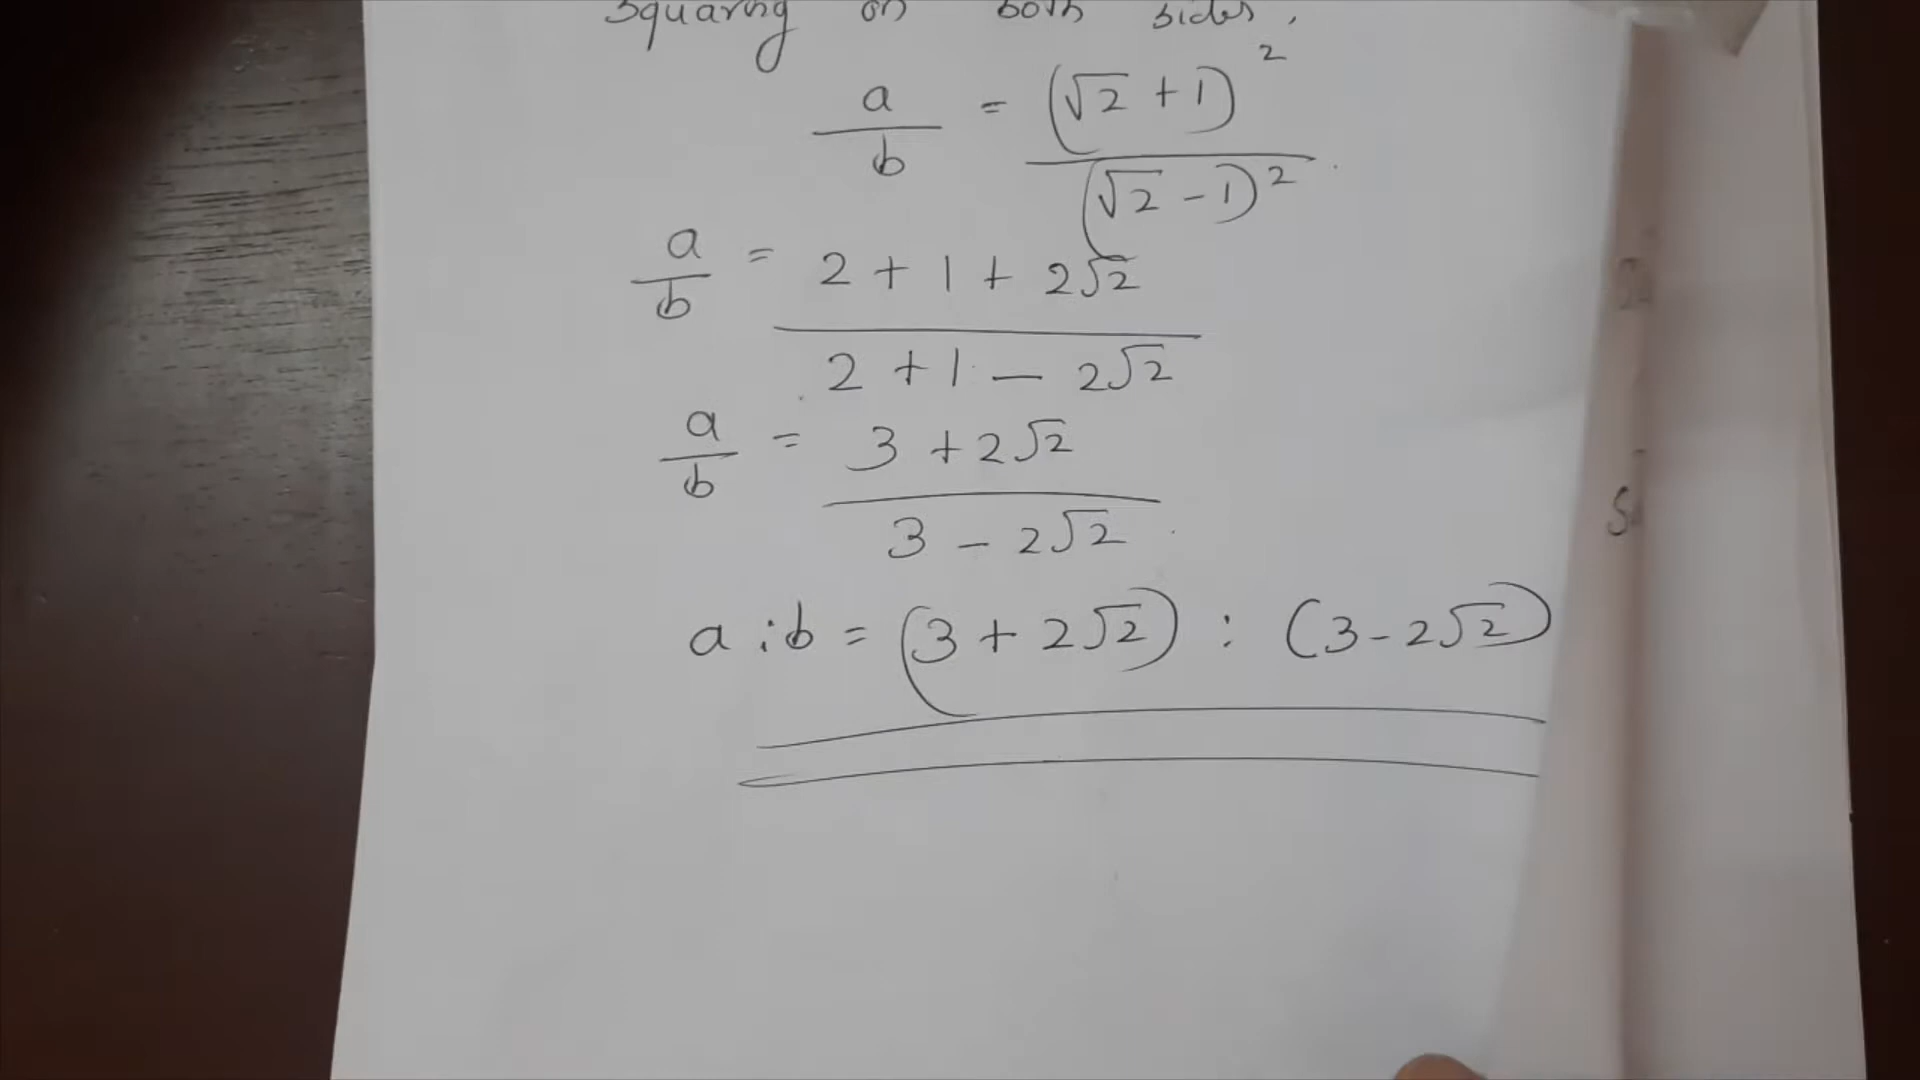 Squaring on both sides,
a/b = (√2 + 1)² / (√2 - 1)²
a/b = 2 + 1 + 2√2 / 2 + 1 - 2√2
a/b = 3 + 2√2 / 3 - 2√2
a : b = (3 + 2√2) : (3 - 2√2)